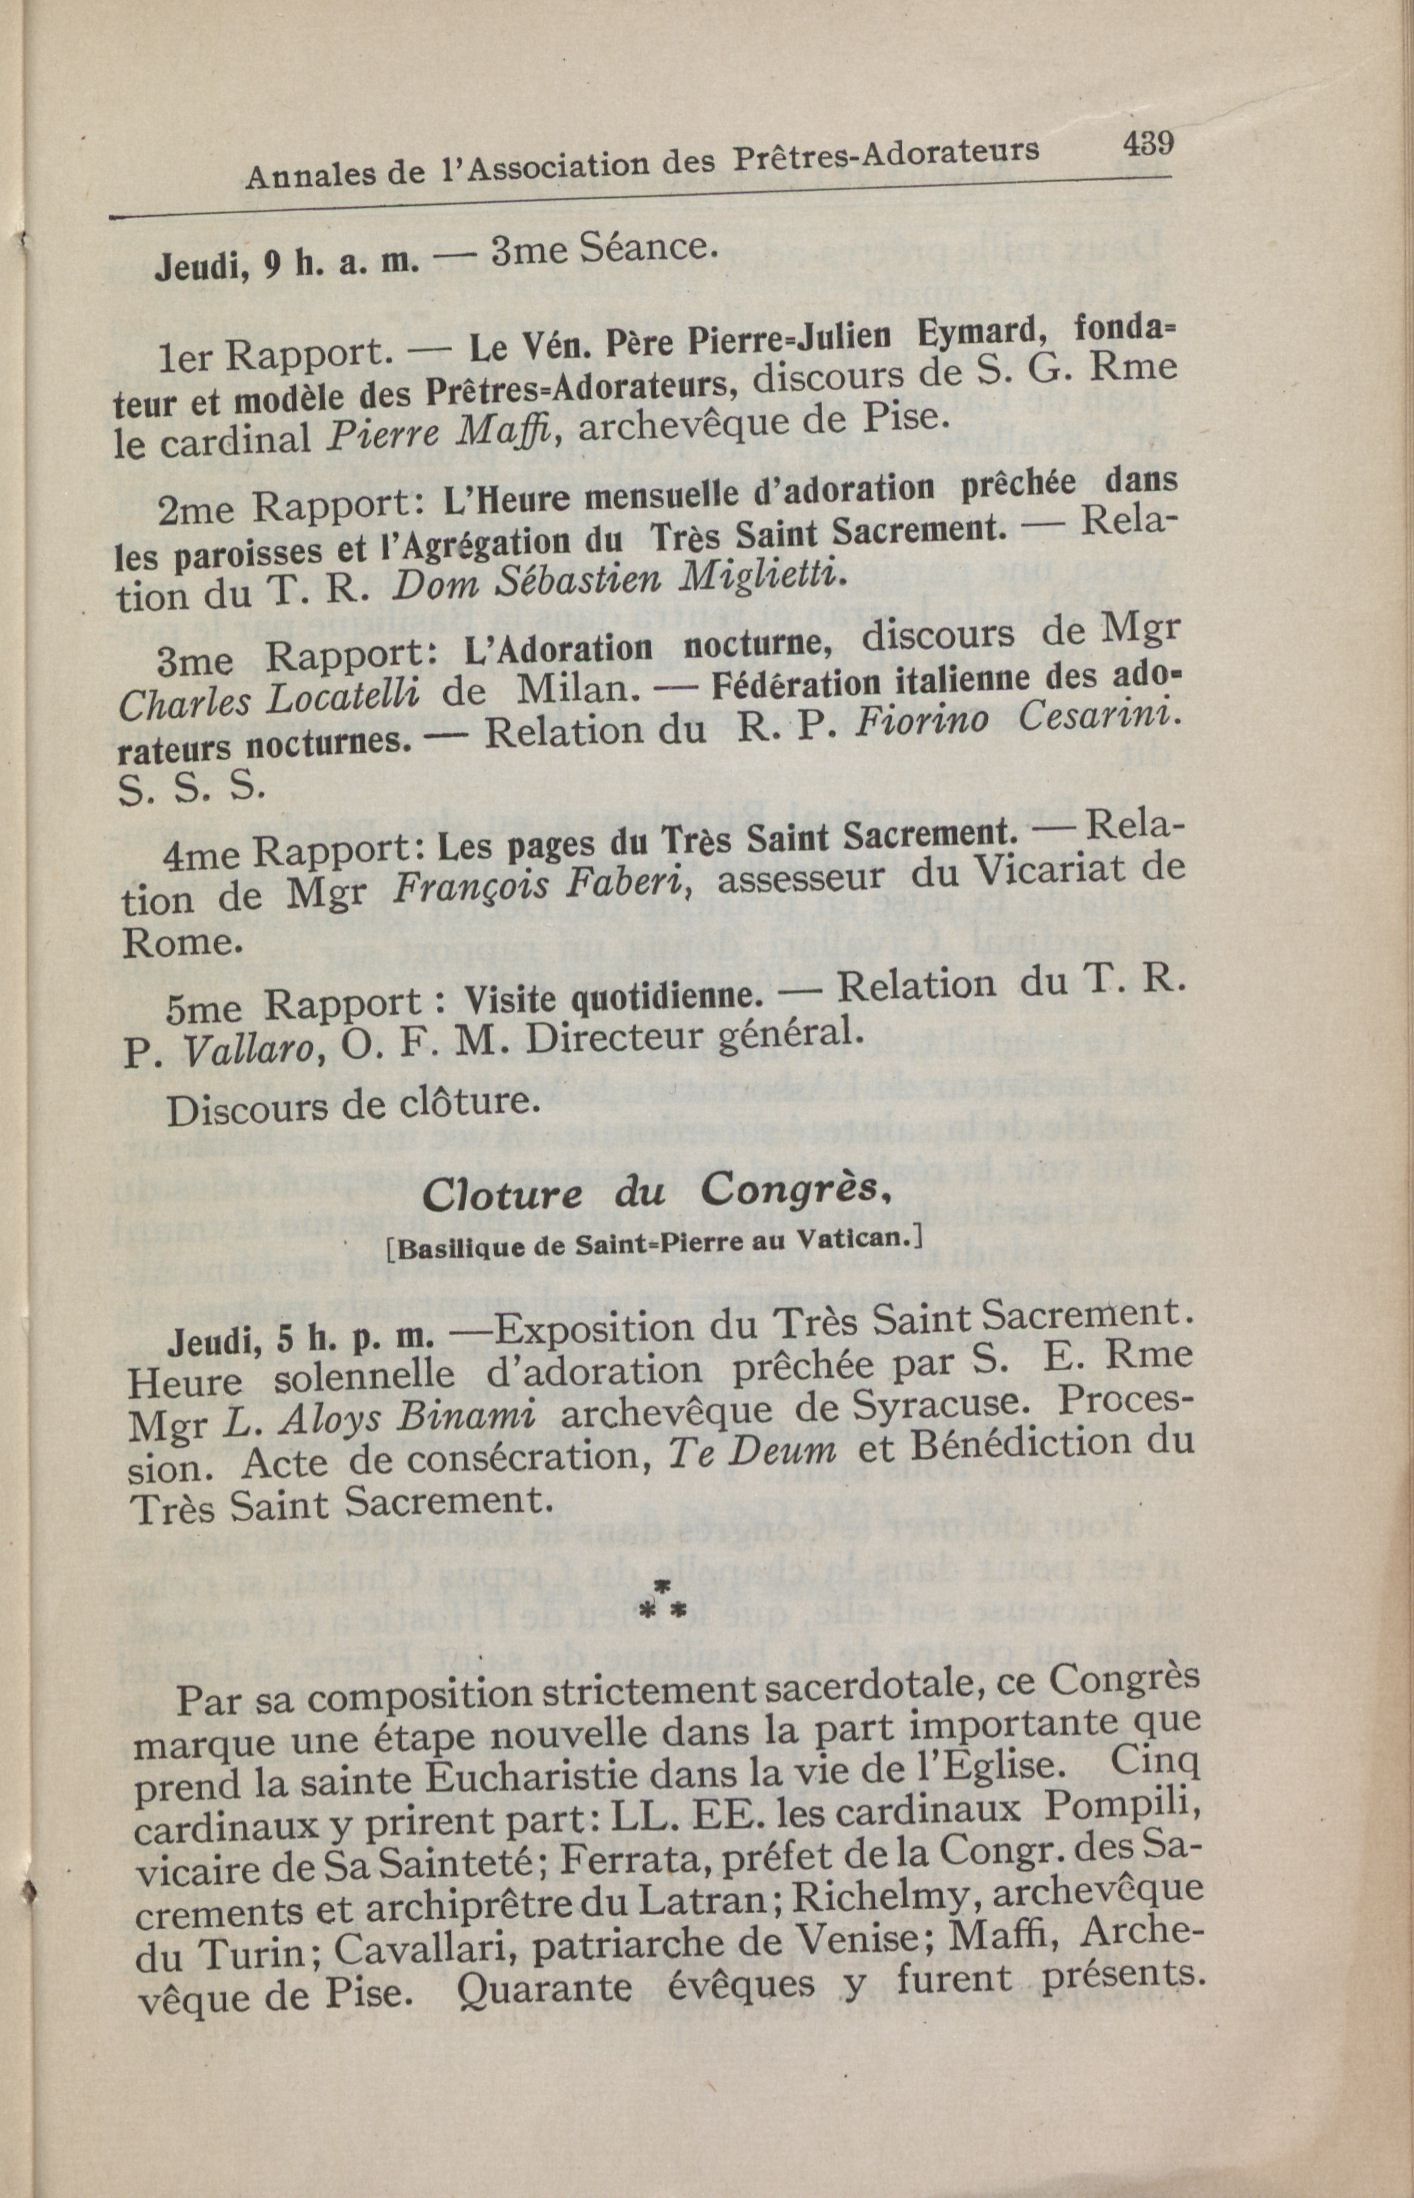 Annales de l'Association des Prêtres-Adorateurs 439
Jeudi, 9 h. a. m. — 3me Séance.
1er Rapport. — Le Vén. Père Pierre-Julien Eymard, fonda-
teur et modèle des Prêtres-Adorateurs, discours de S. G. Rme
le cardinal Pierre Maffi, archevêque de Pise.
2me Rapport: L'Heure mensuelle d'adoration prêchée dans
les paroisses et l'Agrégation du Très Saint Sacrement. — Rela-
tion du T. R. Dom Sébastien Miglietti.
3me Rapport: L'Adoration nocturne, discours de Mgr
Charles Locatelli de Milan. — Fédération italienne des ado-
rateurs nocturnes. — Relation du R. P. Fiorino Cesarini.
S. S. S.
4me Rapport: Les pages du Très Saint Sacrement. — Rela-
tion de Mgr François Faberi, assesseur du Vicariat de
Rome.
5me Rapport : Visite quotidienne. — Relation du T. R.
P. Vallaro, O. F. M. Directeur général.
Discours de clôture.
Cloture du Congrès,
[Basilique de Saint-Pierre au Vatican.]
Jeudi, 5 h. p. m. —Exposition du Très Saint Sacrement.
Heure solennelle d'adoration prêchée par S. E. Rme
Mgr L. Aloys Binami archevêque de Syracuse. Proces-
sion. Acte de consécration, Te Deum et Bénédiction du
Très Saint Sacrement.
*
* *
Par sa composition strictement sacerdotale, ce Congrès
marque une étape nouvelle dans la part importante que
prend la sainte Eucharistie dans la vie de l'Eglise. Cinq
cardinaux y prirent part: LL. EE. les cardinaux Pompili,
vicaire de Sa Sainteté; Ferrata, préfet de la Congr. des Sa-
crements et archiprêtre du Latran; Richelmy, archevêque
du Turin; Cavallari, patriarche de Venise; Maffi, Arche-
vêque de Pise. Quarante évêques y furent présents.